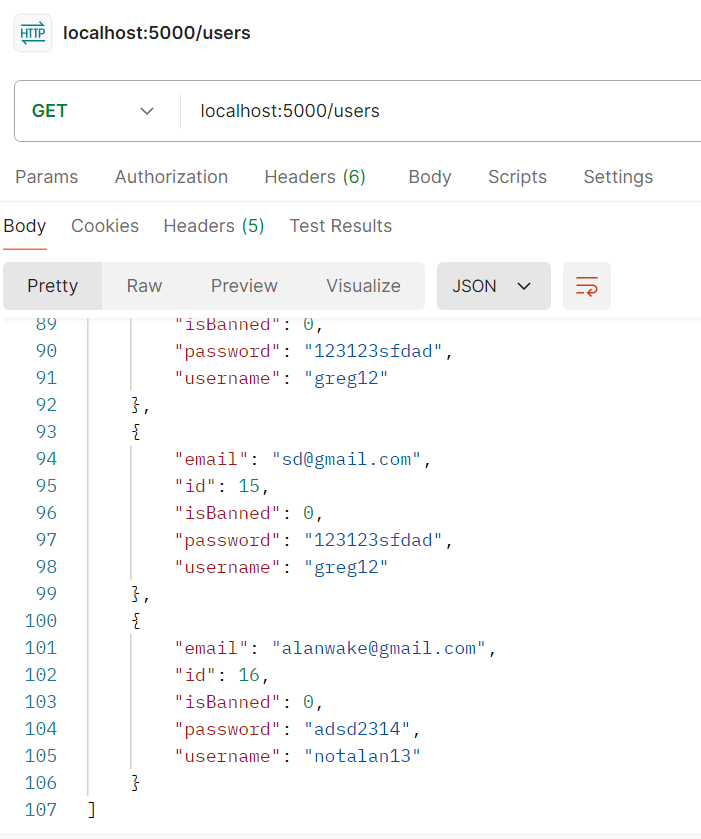 HTTP localhost:5000/users
GET localhost:5000/users
Params Authorization Headers (6) Body Scripts Settings
Body Cookies Headers (5) Test Results
Pretty Raw Preview Visualize JSON
89 "isBanned": 0,
90 "password": "123123sfdad",
91 "username": "greg12"
92 },
93 {
94 "email": "sd@gmail.com",
95 "id": 15,
96 "isBanned": 0,
97 "password": "123123sfdad",
98 "username": "greg12"
99 },
100 {
101 "email": "alanwake@gmail.com",
102 "id": 16,
103 "isBanned": 0,
104 "password": "adsd2314",
105 "username": "notalan13"
106 }
107 ]